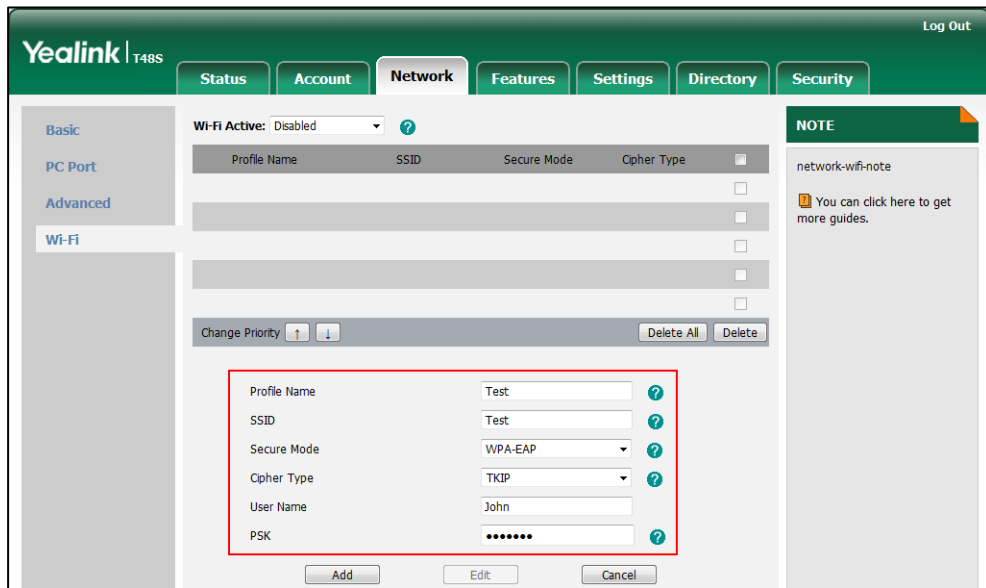 Log Out
Yealink T48S
Status Account Network Features Settings Directory Security
Basic
PC Port
Advanced
Wi-Fi
Wi-Fi Active: Disabled ?
Profile Name SSID Secure Mode Cipher Type
Change Priority ↑ ↓ Delete All Delete
Profile Name Test ?
SSID Test ?
Secure Mode WPA-EAP ?
Cipher Type TKIP ?
User Name John
PSK ••••••• ?
Add Edit Cancel
NOTE
network-wifi-note
? You can click here to get
more guides.